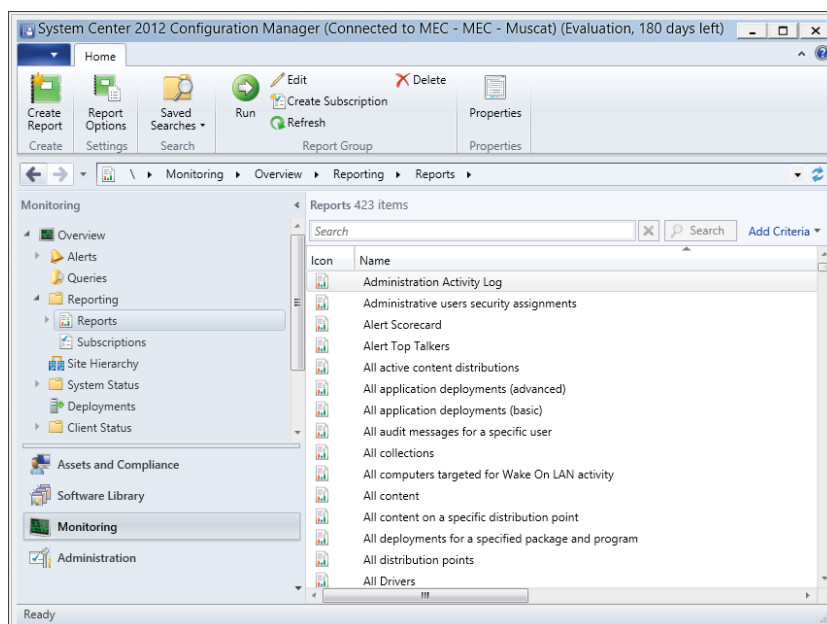 System Center 2012 Configuration Manager (Connected to MEC - MEC - Muscat) (Evaluation, 180 days left)
Home
Create Report
Report Options
Saved Searches
Run
Edit
Create Subscription
Refresh
Delete
Properties
Create
Settings
Search
Report Group
Properties
\ Monitoring Overview Reporting Reports
Monitoring
Overview
Alerts
Queries
Reporting
Reports
Subscriptions
Site Hierarchy
System Status
Deployments
Client Status
Assets and Compliance
Software Library
Monitoring
Administration
Reports 423 items
Search
Search
Add Criteria
Icon Name
Administration Activity Log
Administrative users security assignments
Alert Scorecard
Alert Top Talkers
All active content distributions
All application deployments (advanced)
All application deployments (basic)
All audit messages for a specific user
All collections
All computers targeted for Wake On LAN activity
All content
All content on a specific distribution point
All deployments for a specified package and program
All distribution points
All Drivers
Ready